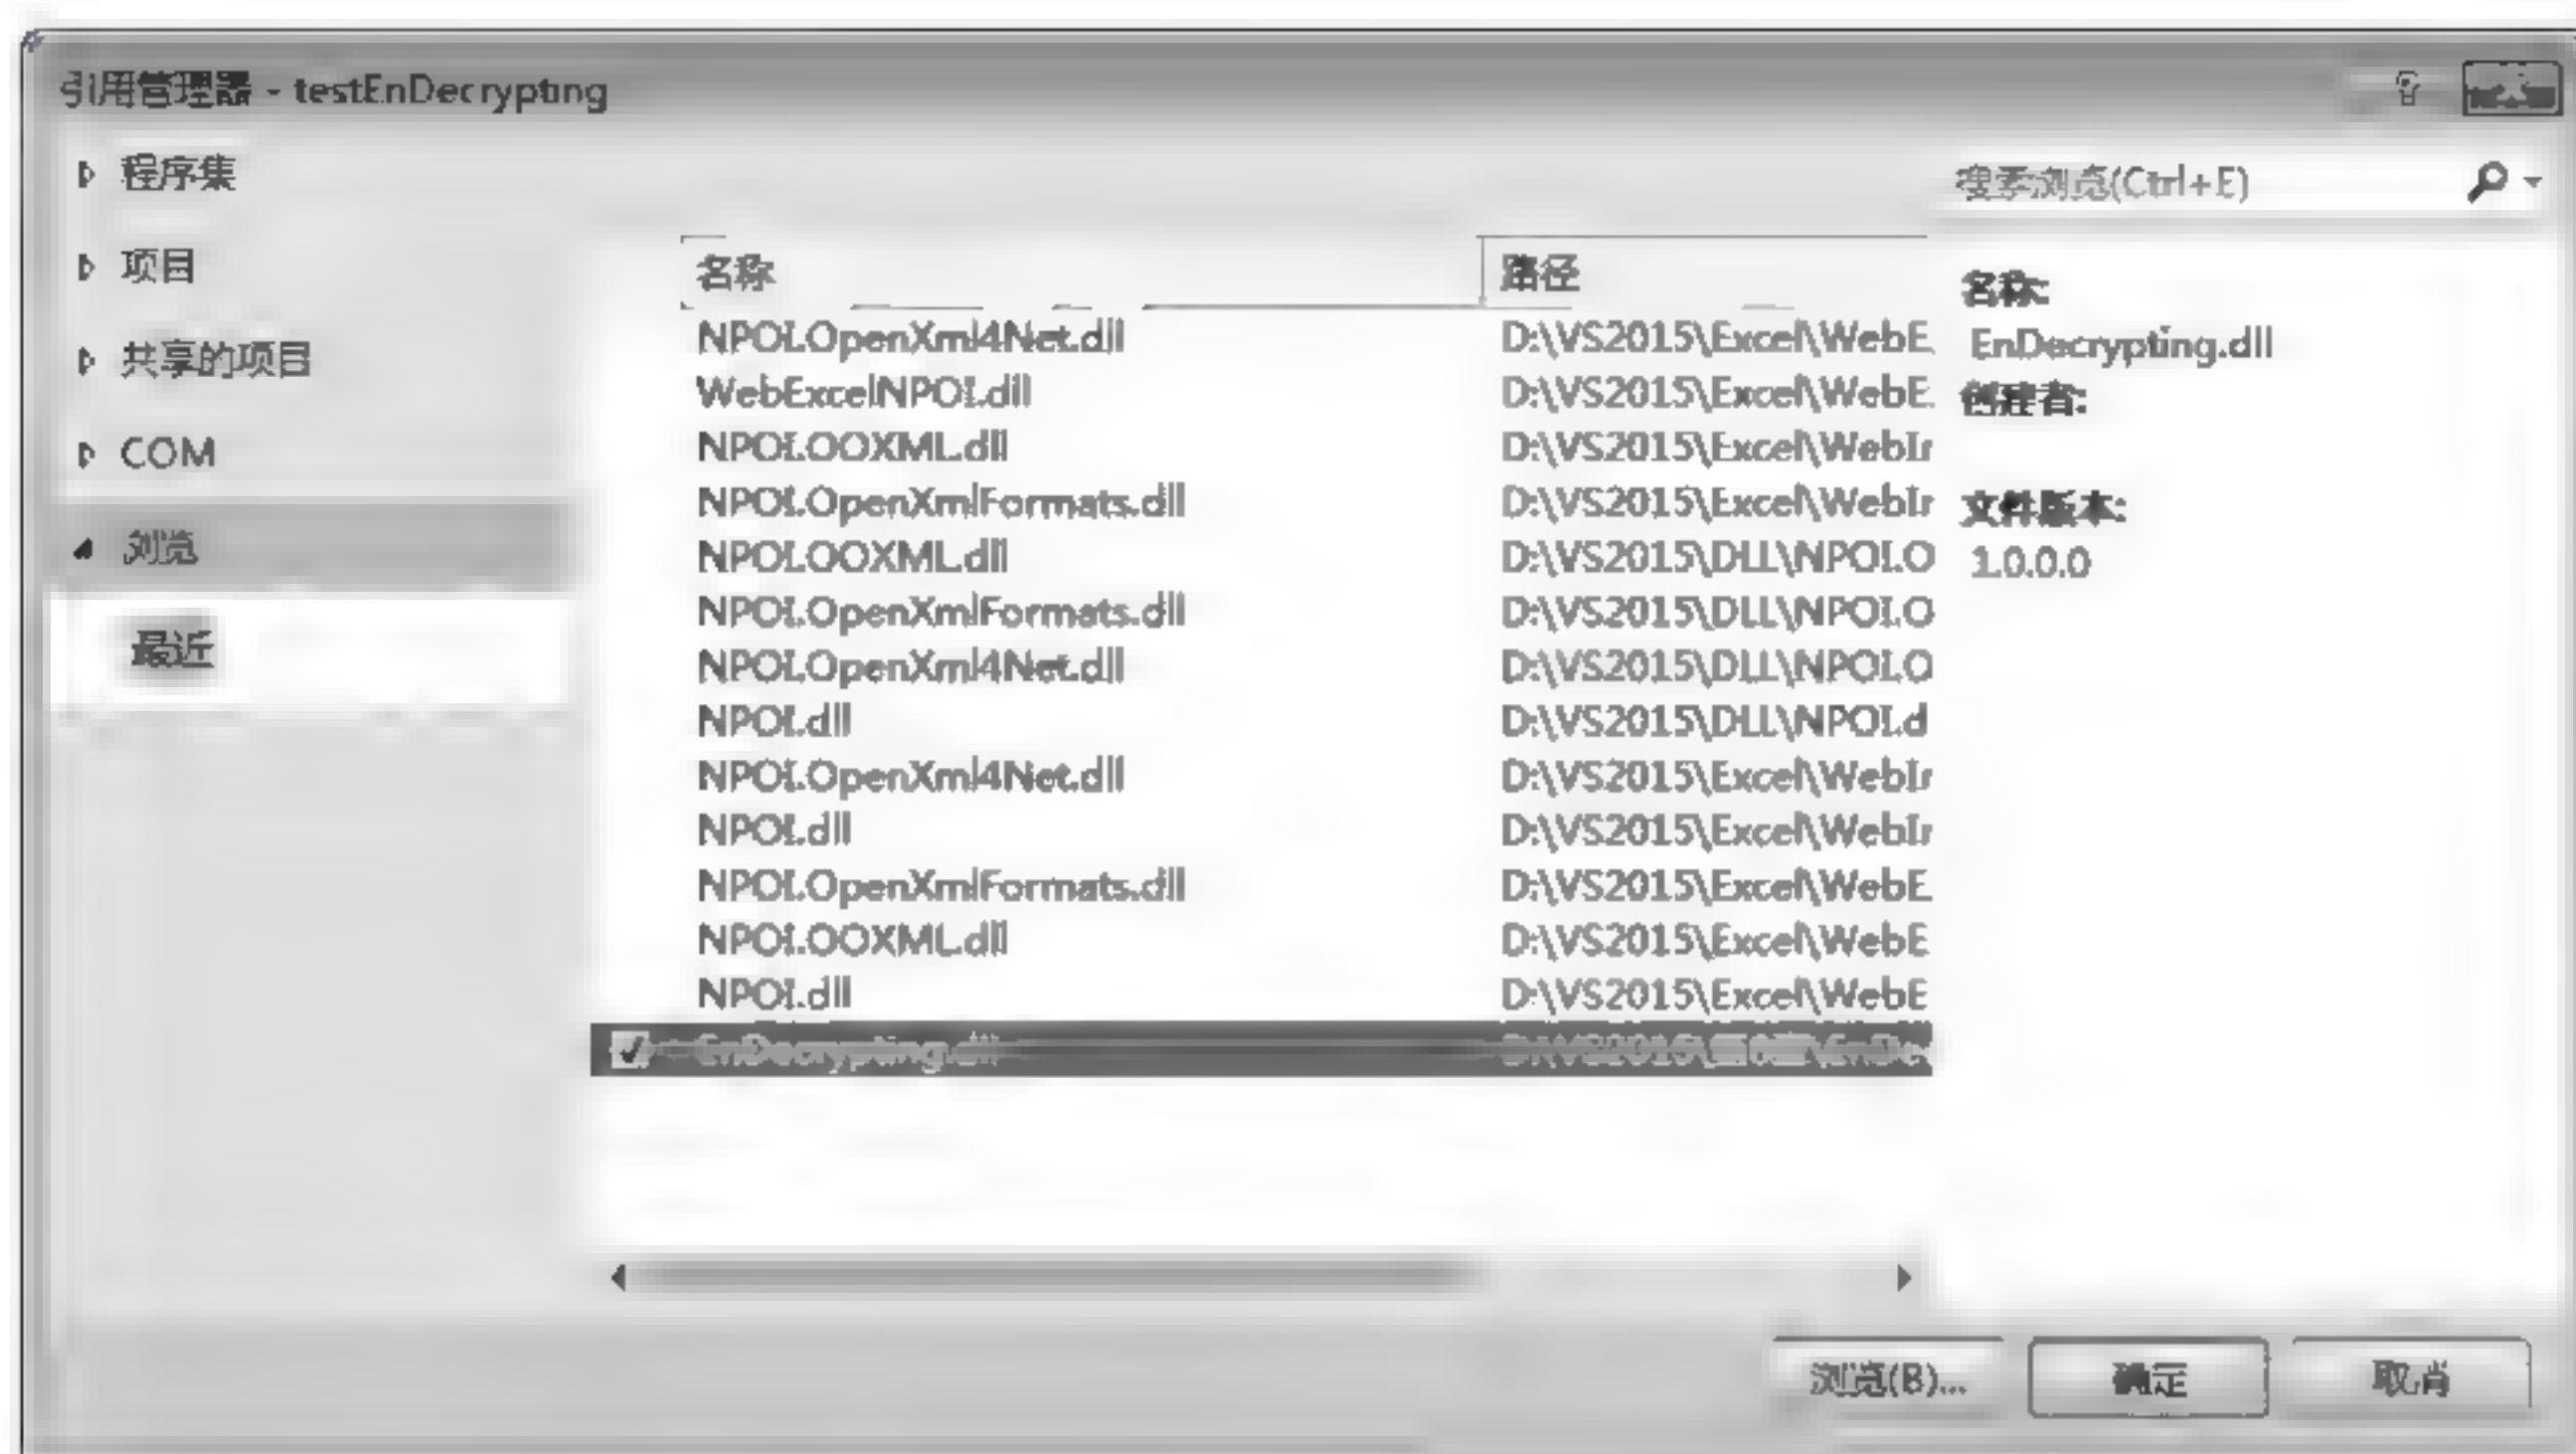 引用管理器 - testEnDecrypting
程序集
项目
共享的项目
COM
浏览
最近
名称 路径
NPOI.OpenXml4Net.dll D:\VS2015\Excel\WebE
WebExcelNPOI.dll D:\VS2015\Excel\WebE
NPOI.OOXML.dll D:\VS2015\Excel\WebIr
NPOI.OpenXmlFormats.dll D:\VS2015\Excel\WebIr
NPOI.OOXML.dll D:\VS2015\DLL\NPOI.O
NPOI.OpenXmlFormats.dll D:\VS2015\DLL\NPOI.O
NPOI.OpenXml4Net.dll D:\VS2015\DLL\NPOI.O
NPOI.dll D:\VS2015\DLL\NPOI.d
NPOI.OpenXml4Net.dll D:\VS2015\Excel\WebIr
NPOI.dll D:\VS2015\Excel\WebIr
NPOI.OpenXmlFormats.dll D:\VS2015\Excel\WebE
NPOI.OOXML.dll D:\VS2015\Excel\WebE
NPOI.dll D:\VS2015\Excel\WebE
EnDecrypting.dll
搜索浏览(Ctrl+E)
名称:
EnDecrypting.dll
创建者:
文件版本:
1.0.0.0
浏览(B)... 确定 取消